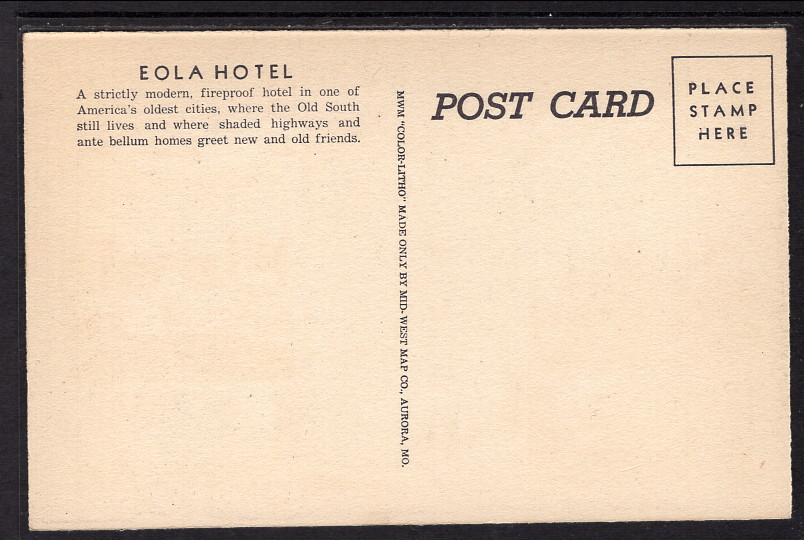 EOLA HOTEL
A strictly modern, fireproof hotel in one of
America's oldest cities, where the Old South
still lives and where shaded highways and
ante bellum homes greet new and old friends.
MWM "COLOR-LITHO" MADE ONLY BY MID-WEST MAP CO., AURORA, MO.
POST CARD
PLACE
STAMP
HERE